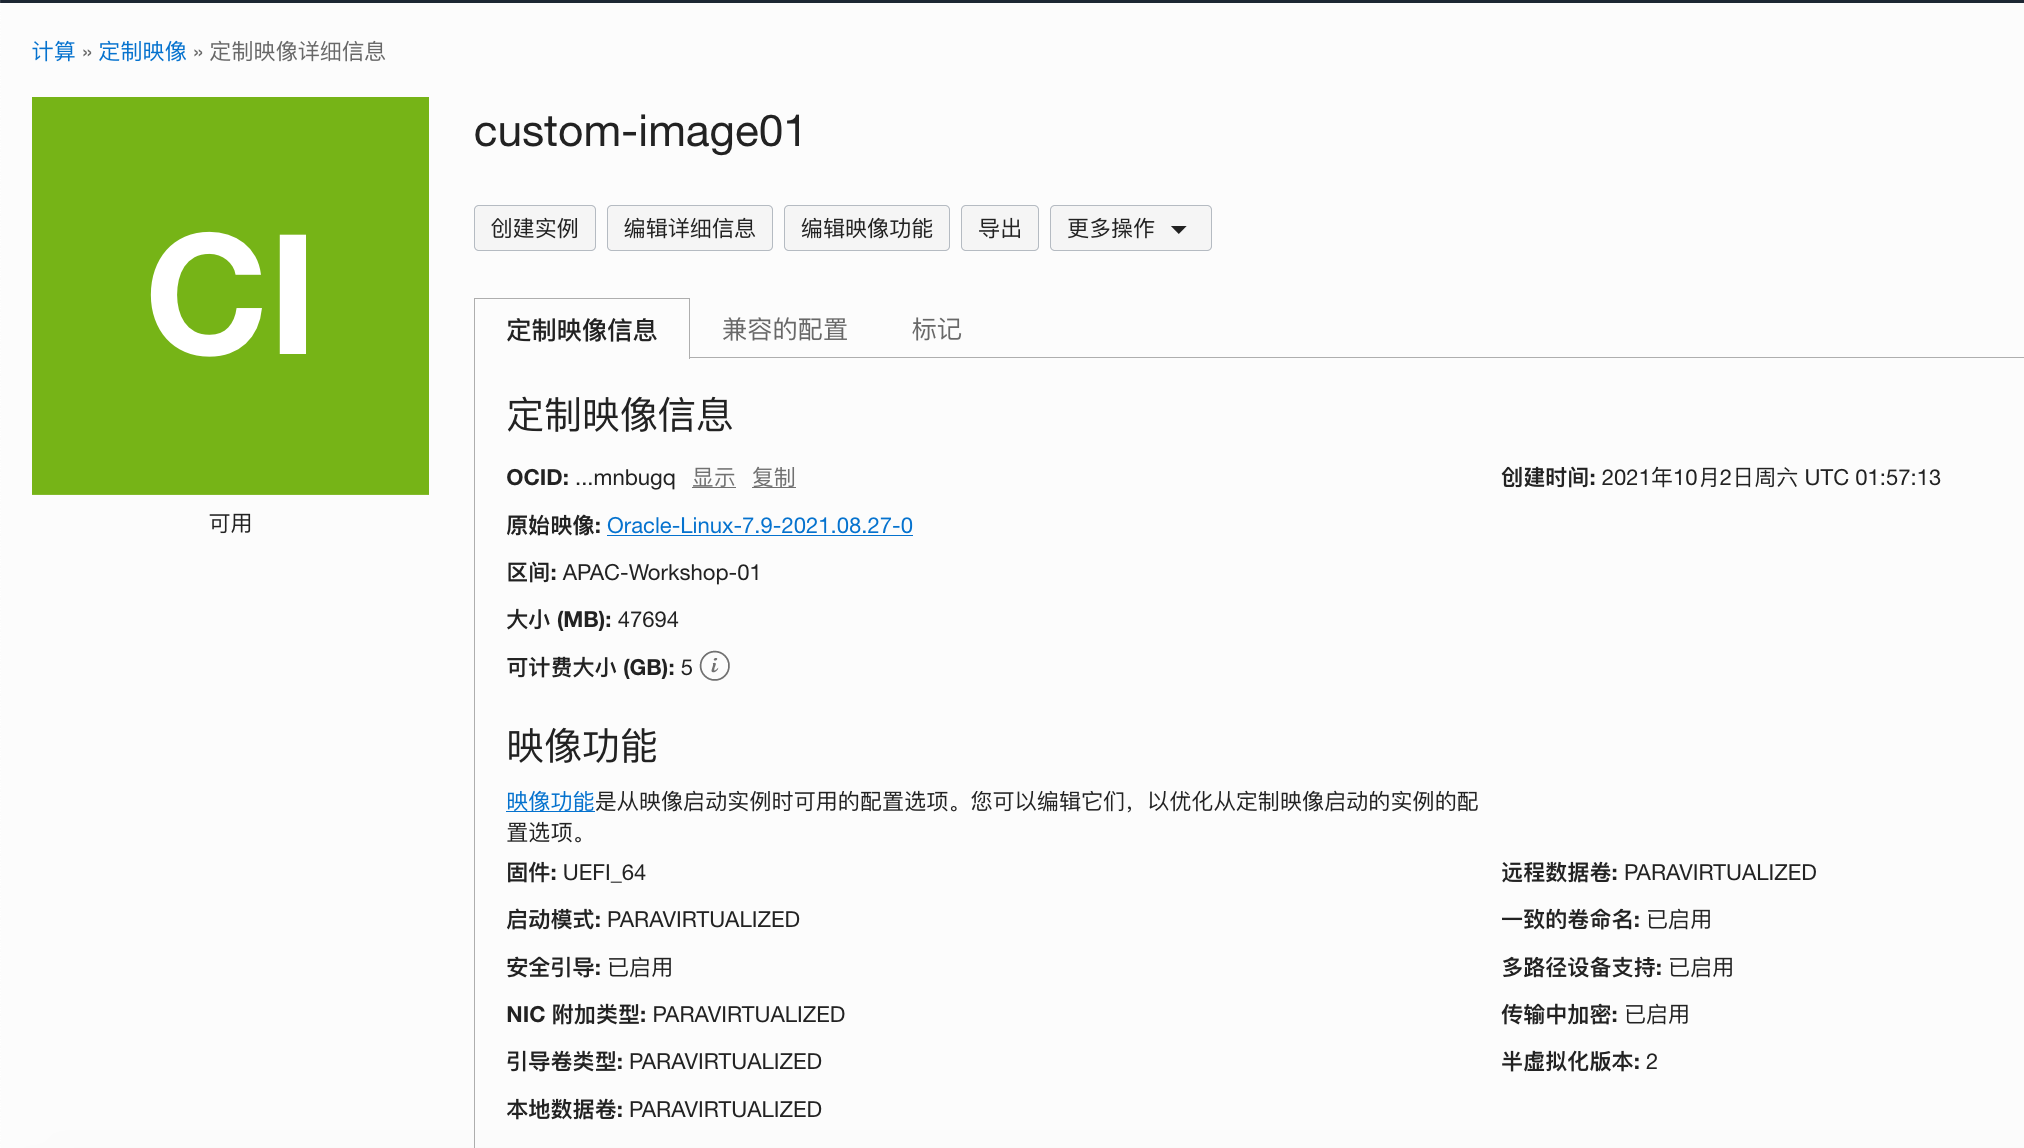 计算 » 定制映像 » 定制映像详细信息
CI
可用
custom-image01
创建实例 编辑详细信息 编辑映像功能 导出 更多操作
定制映像信息 兼容的配置 标记
定制映像信息
OCID: ...mnbugq 显示 复制
创建时间: 2021年10月2日周六 UTC 01:57:13
原始映像: Oracle-Linux-7.9-2021.08.27-0
区间: APAC-Workshop-01
大小 (MB): 47694
可计费大小 (GB): 5 i
映像功能
映像功能是从映像启动实例时可用的配置选项。您可以编辑它们，以优化从定制映像启动的实例的配
置选项。
固件: UEFI_64
远程数据卷: PARAVIRTUALIZED
启动模式: PARAVIRTUALIZED
一致的卷命名: 已启用
安全引导: 已启用
多路径设备支持: 已启用
NIC 附加类型: PARAVIRTUALIZED
传输中加密: 已启用
引导卷类型: PARAVIRTUALIZED
半虚拟化版本: 2
本地数据卷: PARAVIRTUALIZED